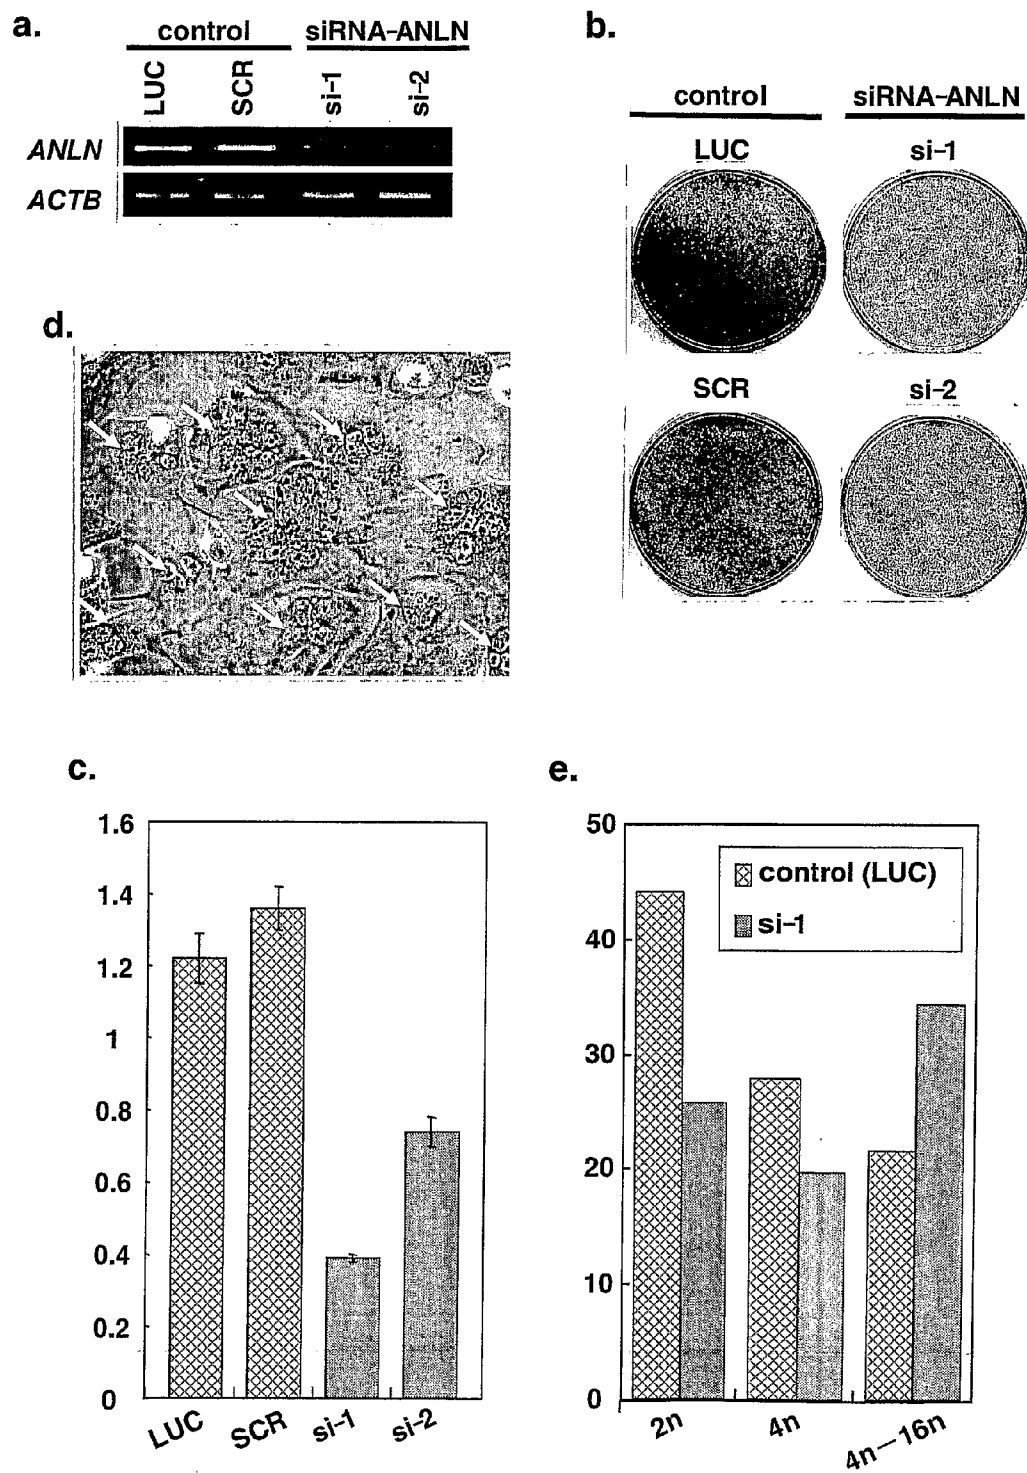 a.
control siRNA-ANLN
LUC SCR si-1 si-2
ANLN
ACTB
b.
control siRNA-ANLN
LUC si-1
SCR si-2
d.
c.
1.6
1.4
1.2
1
0.8
0.6
0.4
0.2
0
LUC SCR si-1 si-2
e.
50
40
30
20
10
0
control (LUC)
si-1
2n 4n 4n—16n